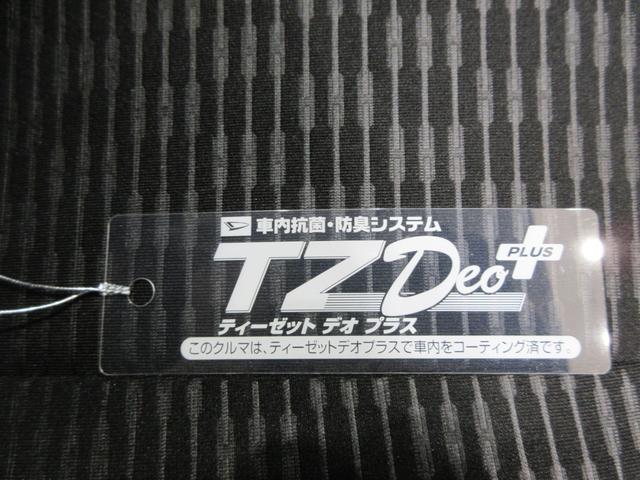 車内抗菌・防臭システム
TZ Deo PLUS
ティーゼット デオ プラス
このクルマは、ティーゼットデオプラスで車内をコーティング済です。